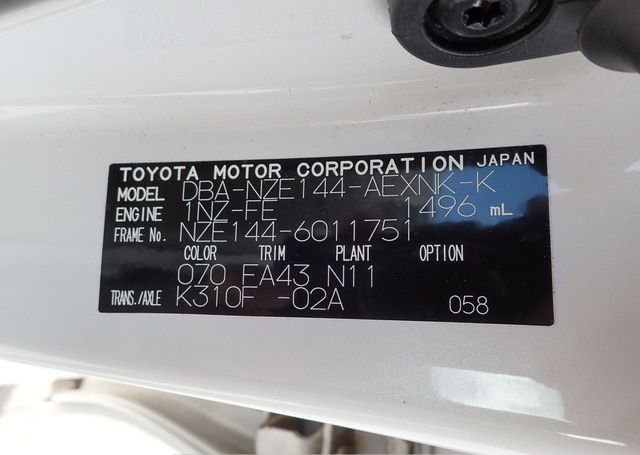 TOYOTA MOTOR CORPORATION JAPAN
MODEL DBA-NZE144-AEXNK-K
ENGINE 1NZ-FE 1496 mL
FRAME No. NZE144-6011751
COLOR TRIM PLANT OPTION
070 EA43 N11
TRANS./AXLE K310F -02A 058